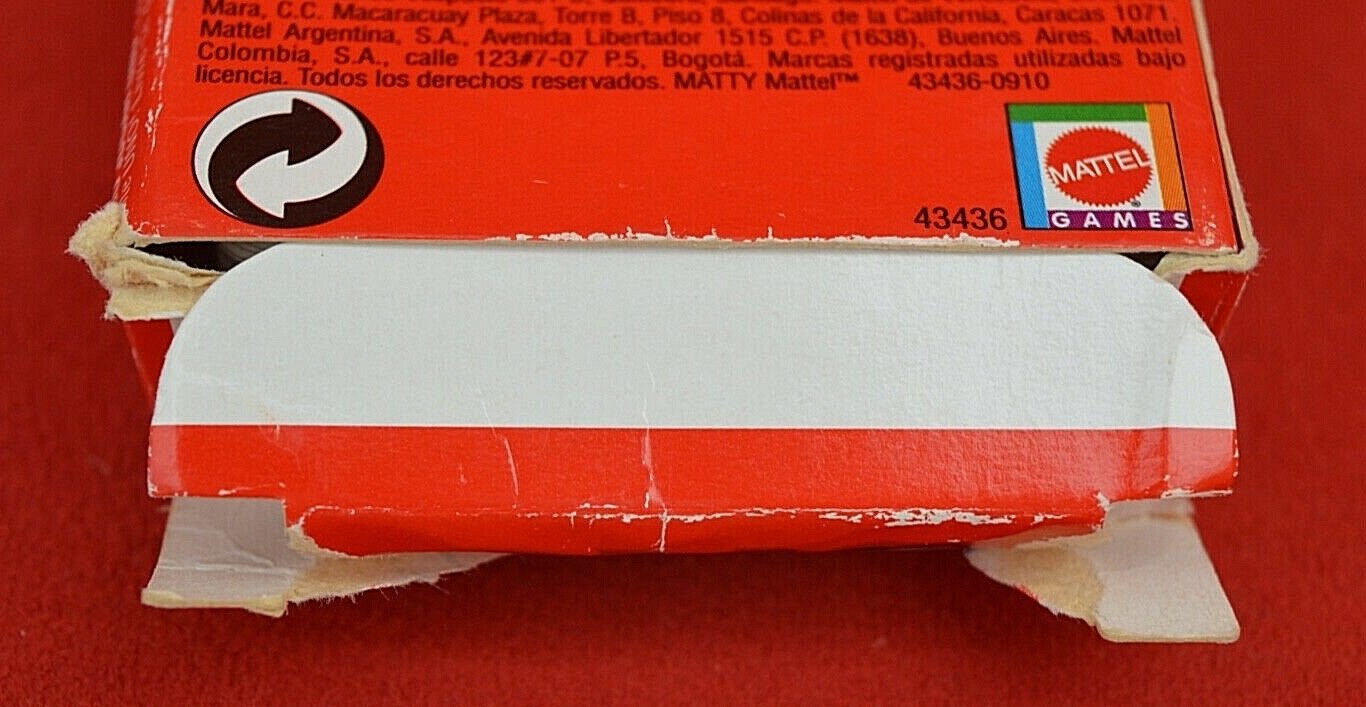 Mara, C.C. Macaracuay Plaza, Torre B, Piso 8, Colinas de la California, Caracas 1071.
Mattel Argentina, S.A., Avenida Libertador 1515 C.P. (1638), Buenos Aires. Mattel
Colombia, S.A., calle 123#7-07 P.5, Bogotá. Marcas registradas utilizadas bajo
licencia. Todos los derechos reservados. MATTY Mattel™ 43436-0910
MATTEL
®
43436
GAMES